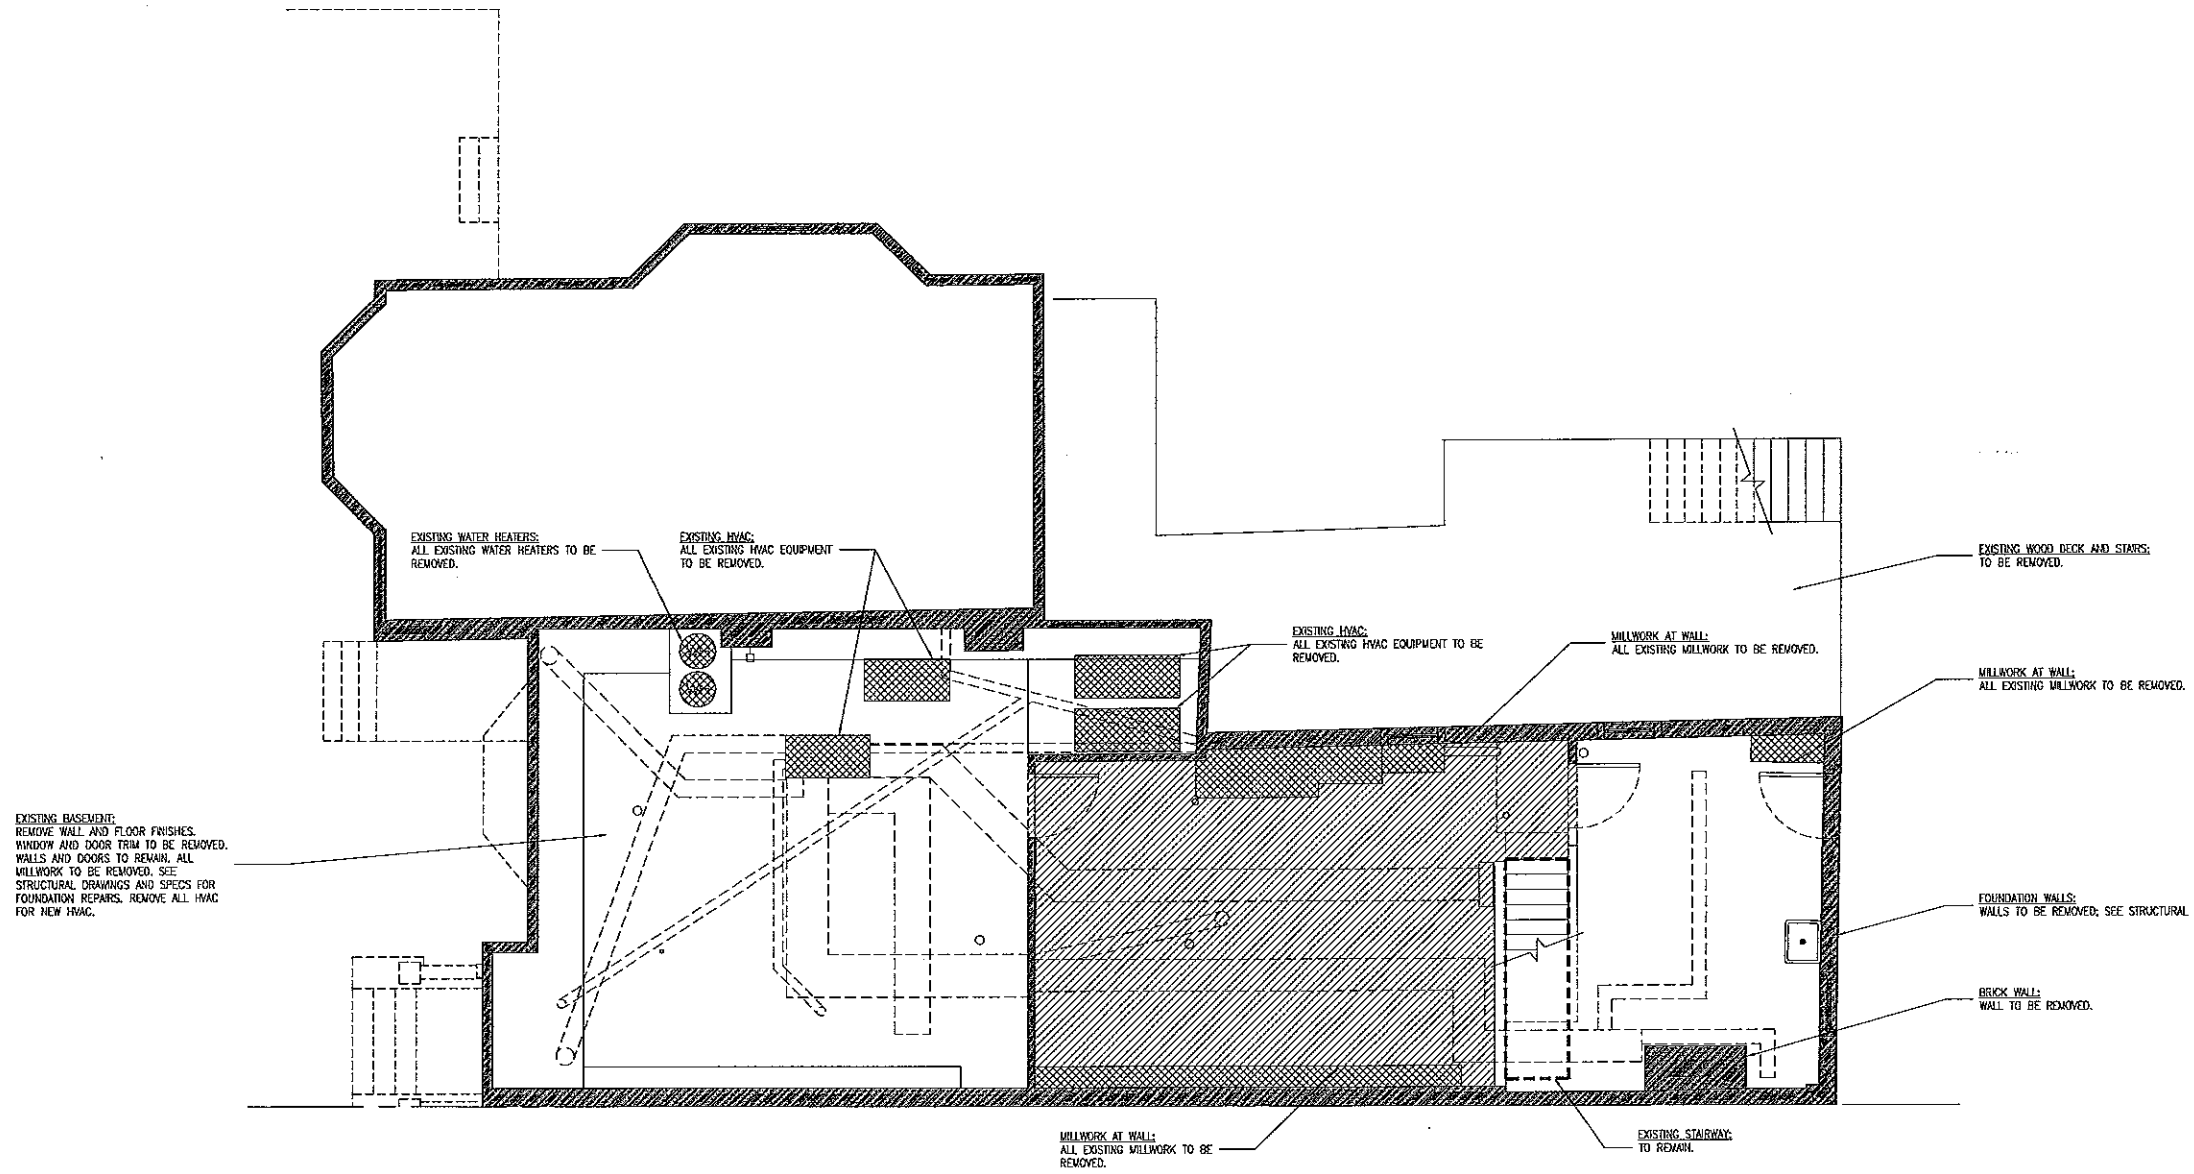 EXISTING WATER HEATERS:
ALL EXISTING WATER HEATERS TO BE
REMOVED.
EXISTING HVAC:
ALL EXISTING HVAC EQUIPMENT
TO BE REMOVED.
EXISTING WOOD DECK AND STAIRS:
TO BE REMOVED.
EXISTING HVAC:
ALL EXISTING HVAC EQUIPMENT TO BE
REMOVED.
MILLWORK AT WALL:
ALL EXISTING MILLWORK TO BE REMOVED.
MILLWORK AT WALL:
ALL EXISTING MILLWORK TO BE REMOVED.
EXISTING BASEMENT:
REMOVE WALL AND FLOOR FINISHES.
WINDOW AND DOOR TRIM TO BE REMOVED.
WALLS AND DOORS TO REMAIN. ALL
MILLWORK TO BE REMOVED. SEE
STRUCTURAL DRAWINGS AND SPECS FOR
FOUNDATION REPAIRS. REMOVE ALL HVAC
FOR NEW HVAC.
FOUNDATION WALLS:
WALLS TO BE REMOVED; SEE STRUCTURAL
BRICK WALL:
WALL TO BE REMOVED.
MILLWORK AT WALL:
ALL EXISTING MILLWORK TO BE
REMOVED.
EXISTING STAIRWAY:
TO REMAIN.